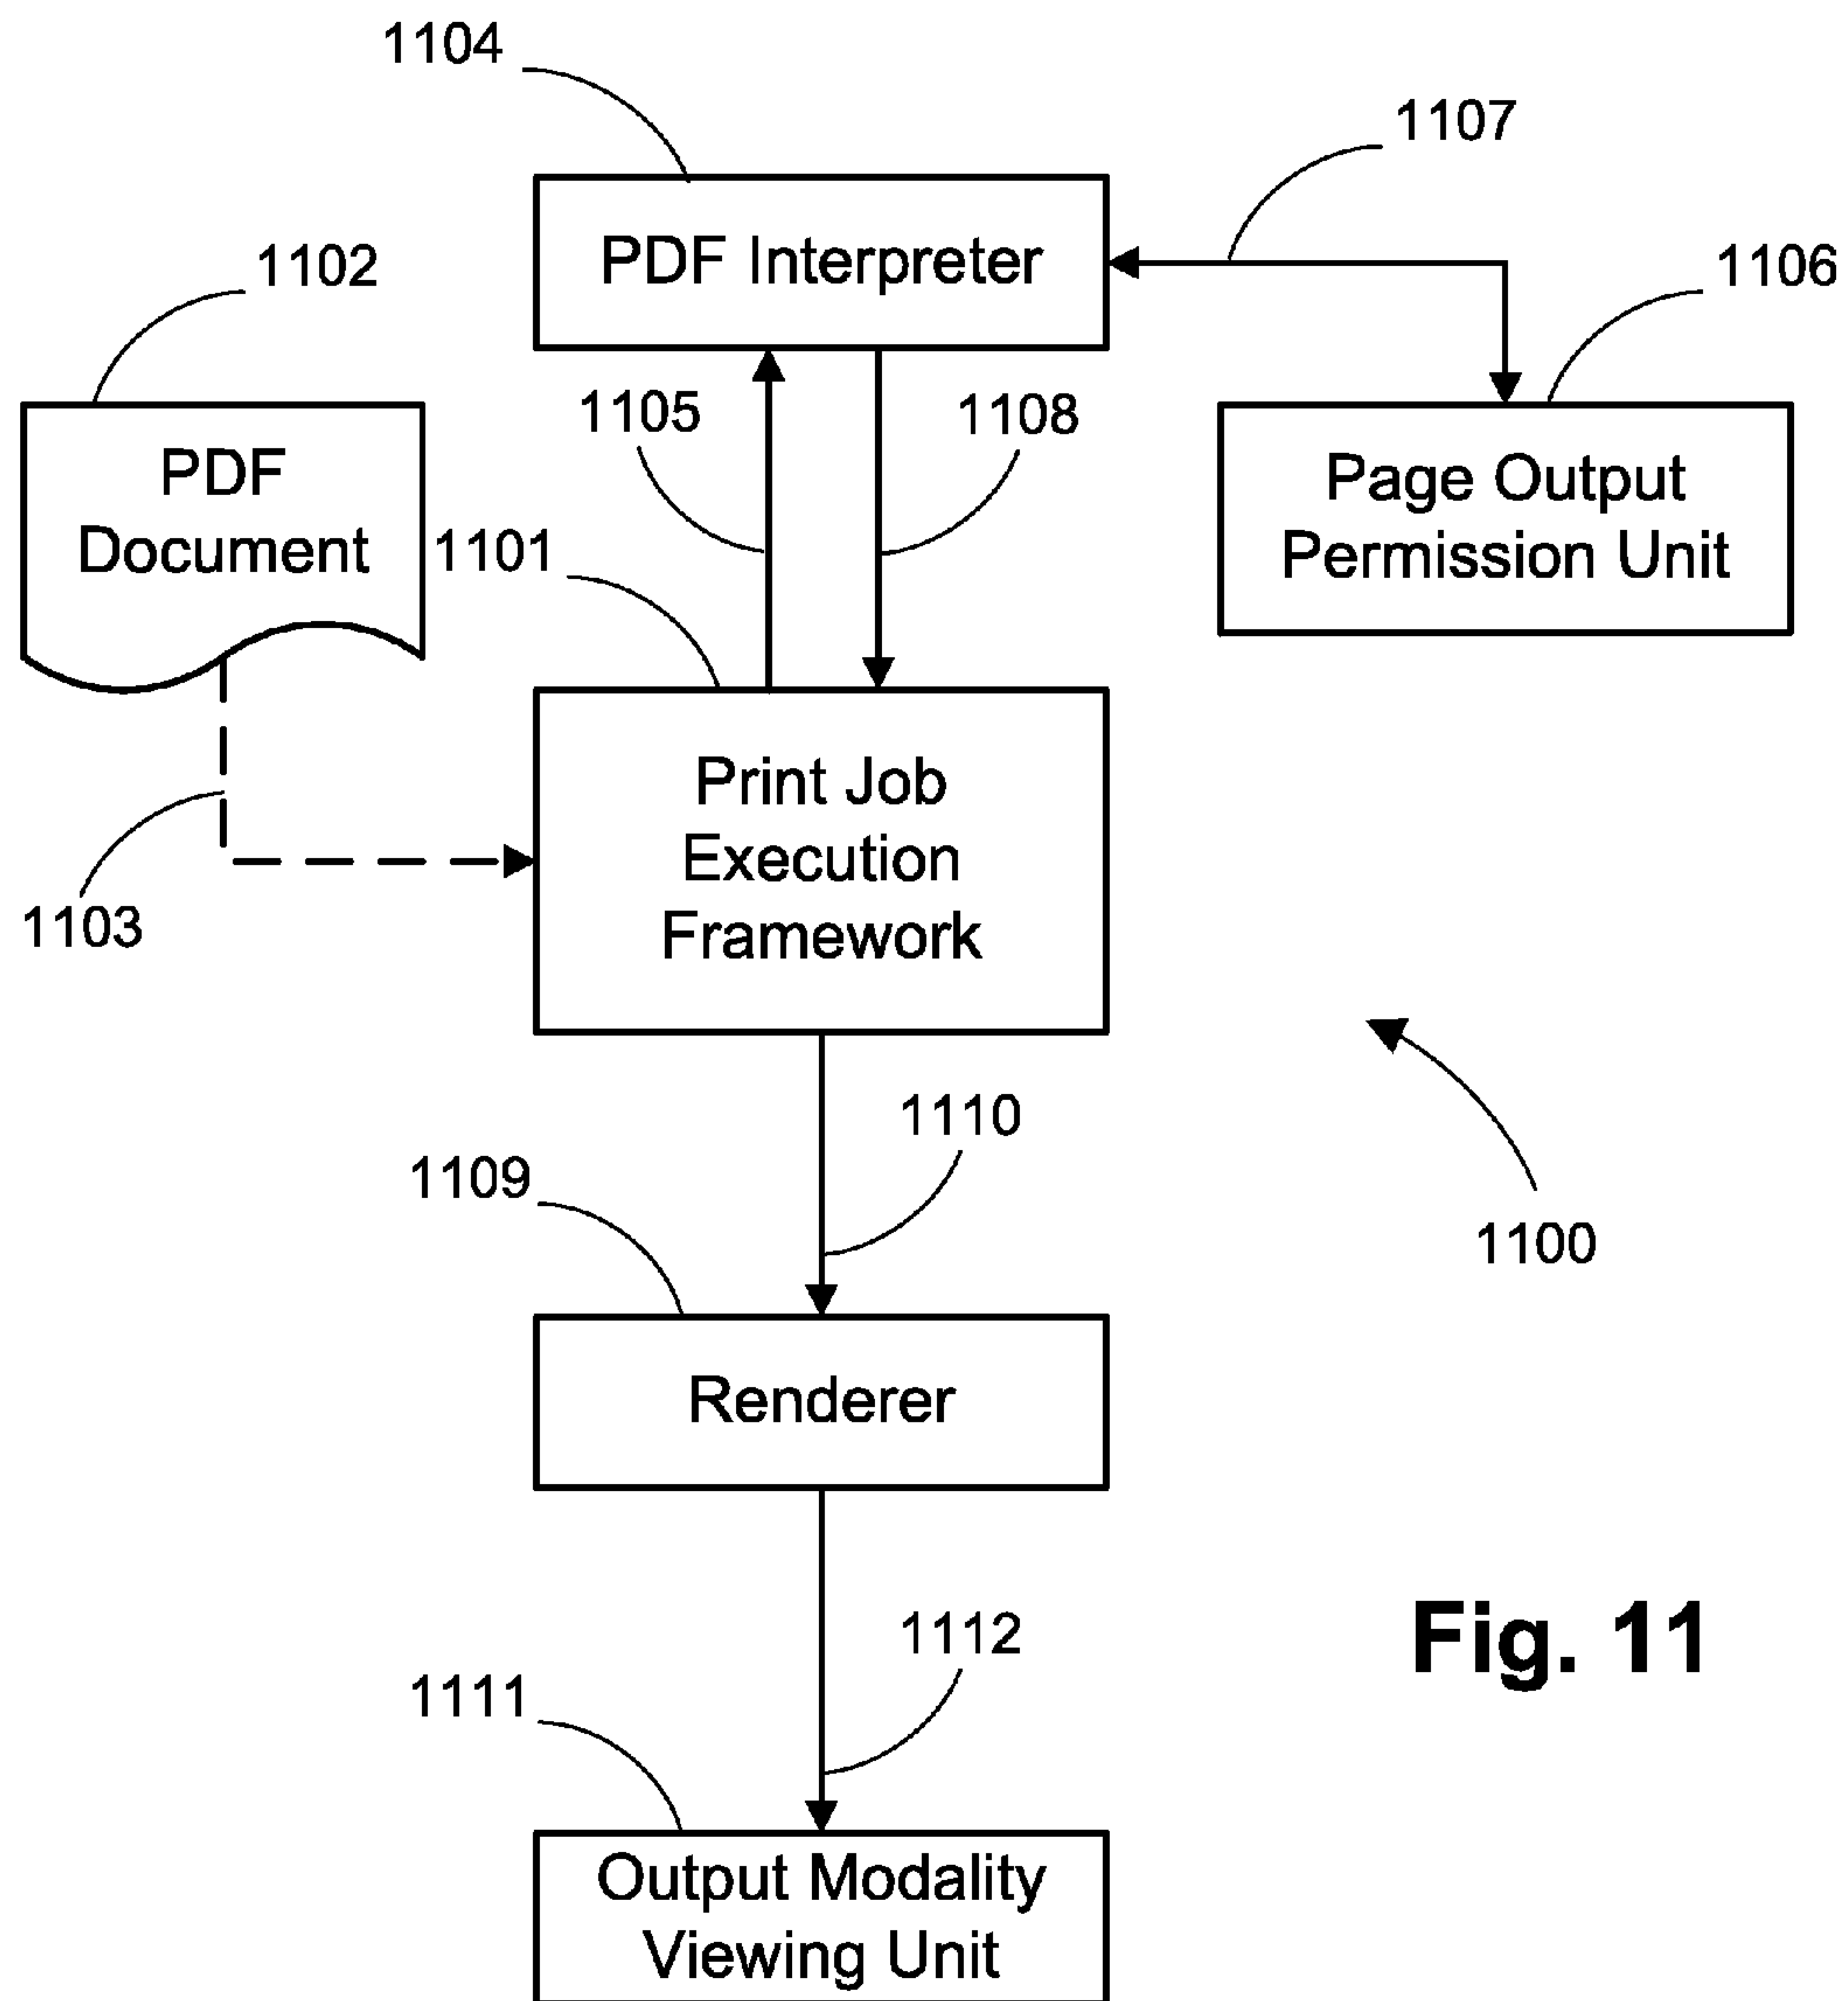 1104
1107
PDF Interpreter
1102
1106
1105
1108
PDF
Document
Page Output
Permission Unit
1101
Print Job
Execution
Framework
1103
1110
1109
1100
Renderer
1112
Fig. 11
1111
Output Modality
Viewing Unit